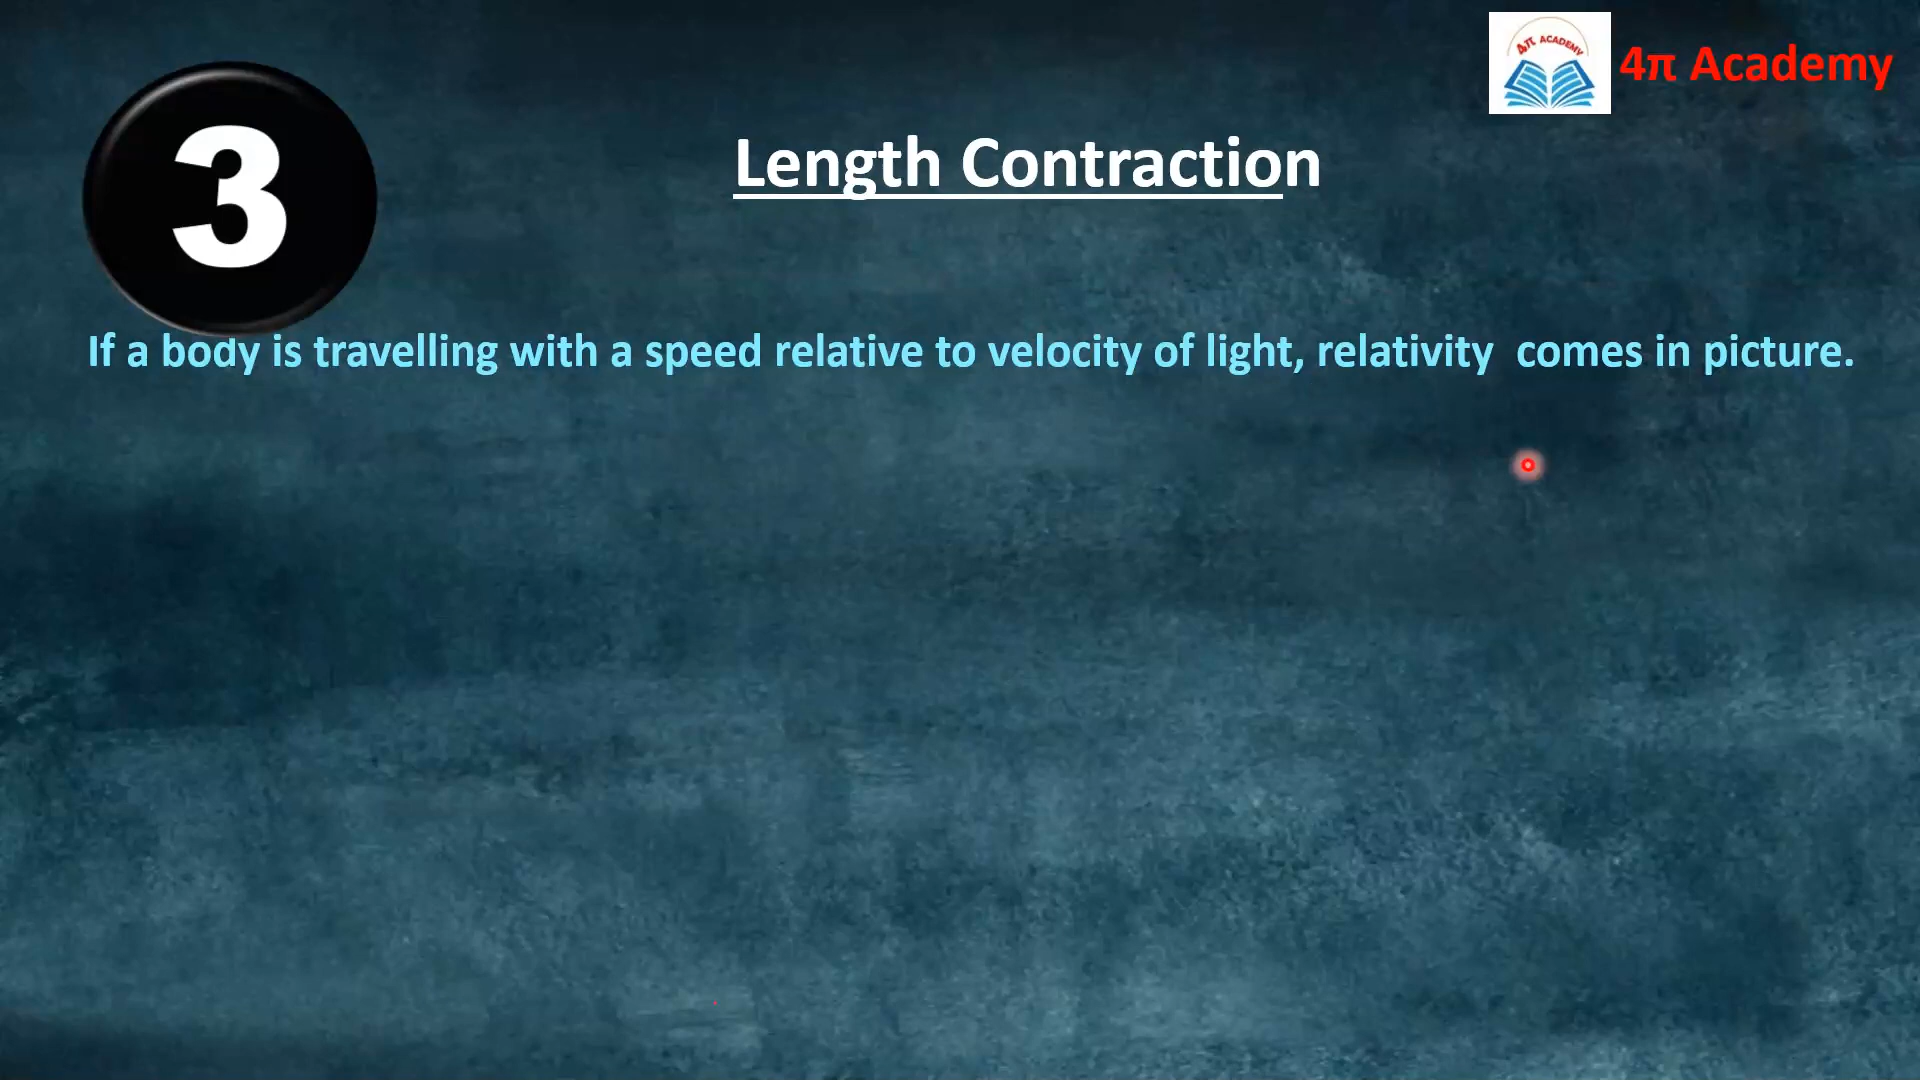 4π ACADEMY
4π Academy
3
Length Contraction
If a body is travelling with a speed relative to velocity of light, relativity  comes in picture.